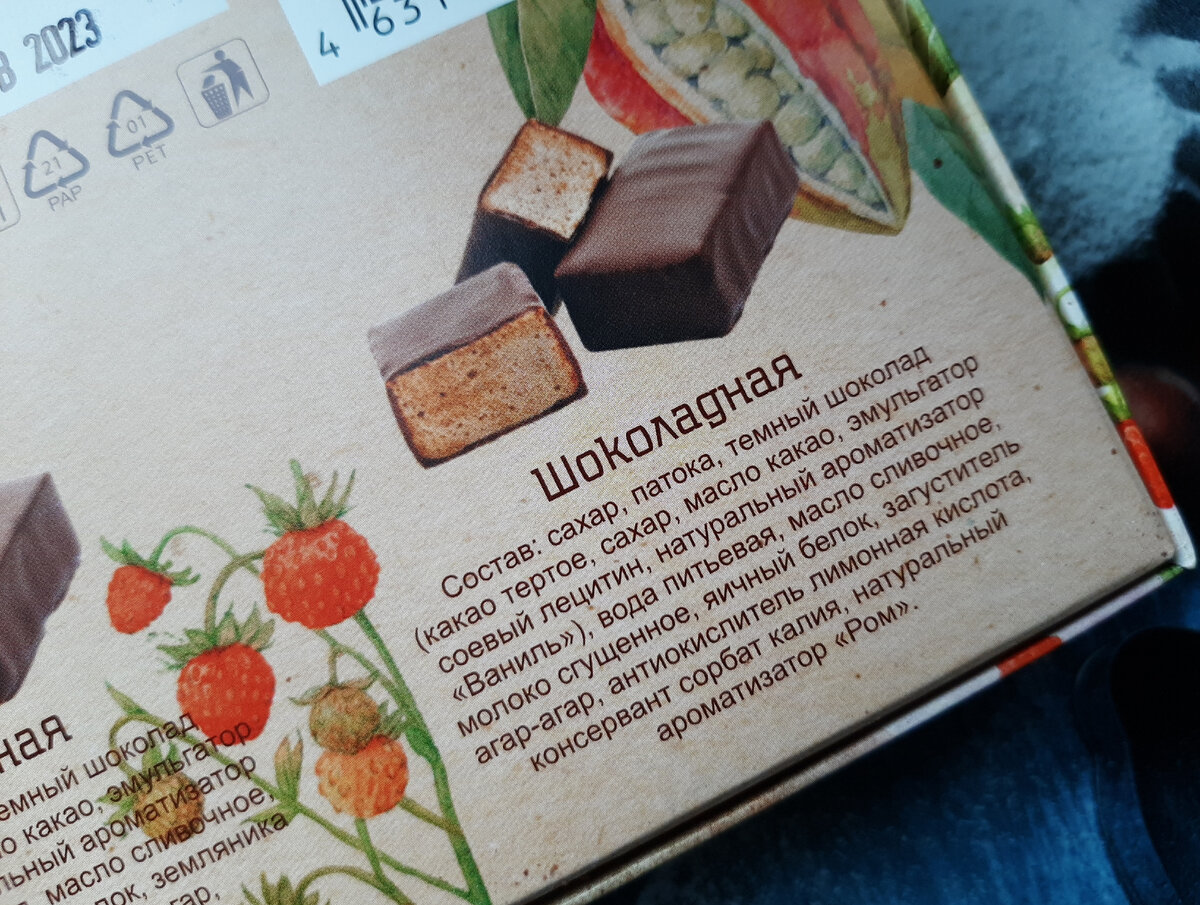 В 2023
4 631
21
PAP
01
PET
Шоколадная
Состав: сахар, патока, темный шоколад
(какао тертое, сахар, масло какао, эмульгатор
соевый лецитин, натуральный ароматизатор
«Ваниль»), вода питьевая, масло сливочное,
молоко сгущенное, яичный белок, загуститель
агар-агар, антиокислитель лимонная кислота,
консервант сорбат калия, натуральный
ароматизатор «Ром».
ная
емный шоколад
о какао, эмульгатор
льный ароматизатор
масло сливочное,
лок, земляника
гар,